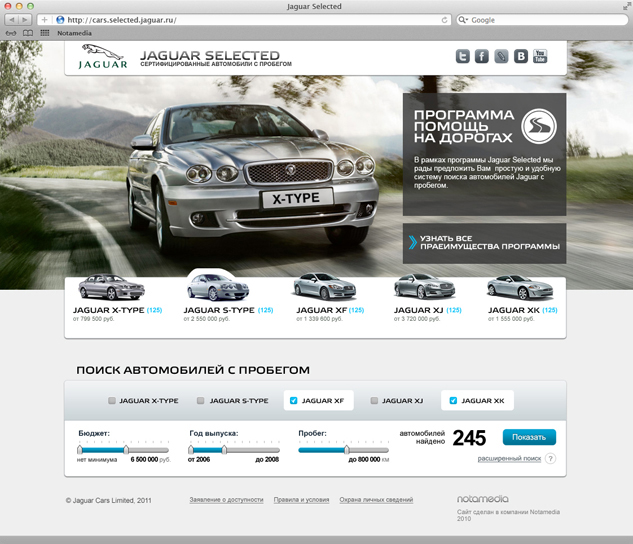 Jaguar Selected
http://cars.selected.jaguar.ru/
Google
Notamedia
JAGUAR
JAGUAR SELECTED
СЕРТИФИЦИРОВАННЫЕ АВТОМОБИЛИ С ПРОБЕГОМ
You
Tube
ПРОГРАММА
ПОМОЩЬ
НА ДОРОГАХ
В рамках программы Jaguar Selected мы
рады предложить Вам простую и удобную
систему поиска автомобилей Jaguar с
пробегом.
X-TYPE
УЗНАТЬ ВСЕ
ПРАЕИМУЩЕСТВА ПРОГРАММЫ
JAGUAR X-TYPE (125)
от 799 500 руб.
JAGUAR S-TYPE (125)
от 2 550 000 руб.
JAGUAR XF (125)
от 1 339 600 руб.
JAGUAR XJ (125)
от 3 720 000 руб.
JAGUAR XK (125)
от 1 555 000 руб.
ПОИСК АВТОМОБИЛЕЙ С ПРОБЕГОМ
JAGUAR X-TYPE
JAGUAR S-TYPE
JAGUAR XF
JAGUAR XJ
JAGUAR XK
Бюджет:
нет минимума 6 500 000 руб.
Год выпуска:
от 2006 до 2008
Пробег:
до 800 000 км
автомобилей
найдено
245
Показать
расширенный поиск ?
© Jaguar Cars Limited, 2011
Заявление о доступности
Правила и условия
Охрана личных сведений
notamedia
Сайт сделан в компании Notamedia
2010